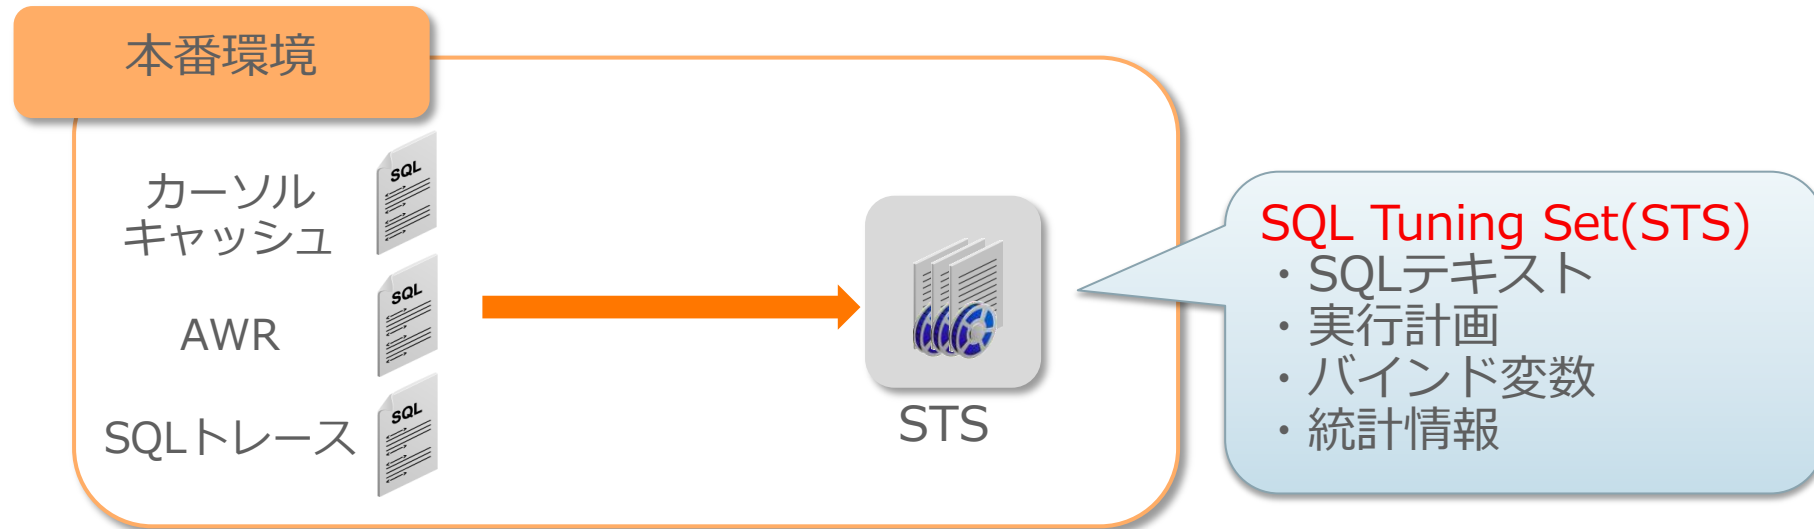 本番環境
カーソル
キャッシュ
SQL
AWR
SQL
SQLトレース
SQL
STS
SQL Tuning Set(STS)
・SQLテキスト
・実行計画
・バインド変数
・統計情報